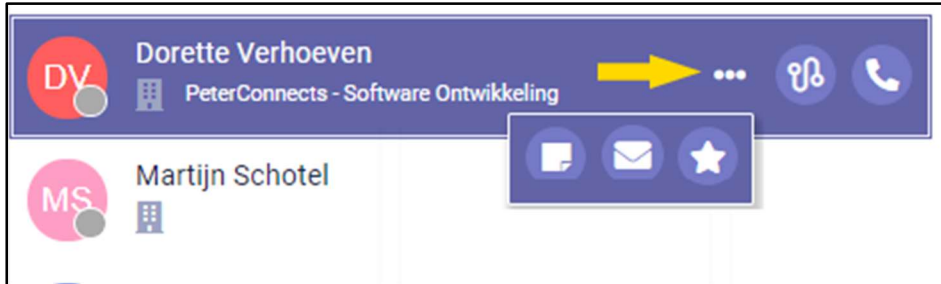 DV
Dorette Verhoeven
PeterConnects - Software Ontwikkeling
MS
Martijn Schotel